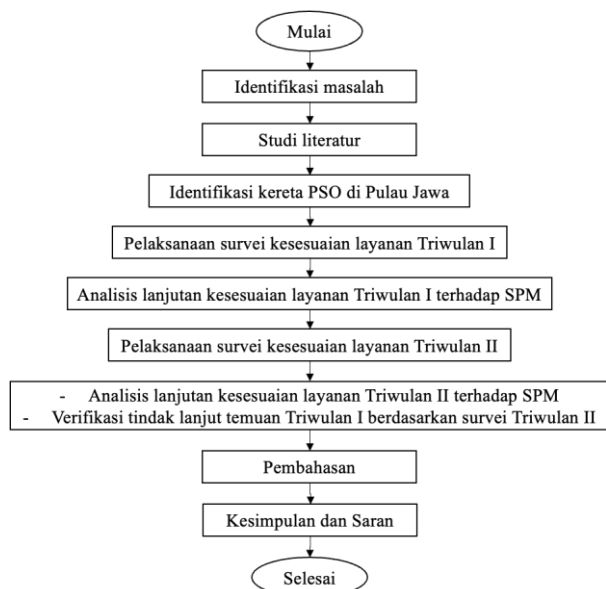 Mulai
Identifikasi masalah
Studi literatur
Identifikasi kereta PSO di Pulau Jawa
Pelaksanaan survei kesesuaian layanan Triwulan I
Analisis lanjutan kesesuaian layanan Triwulan I terhadap SPM
Pelaksanaan survei kesesuaian layanan Triwulan II
- Analisis lanjutan kesesuaian layanan Triwulan II terhadap SPM
- Verifikasi tindak lanjut temuan Triwulan I berdasarkan survei Triwulan II
Pembahasan
Kesimpulan dan Saran
Selesai